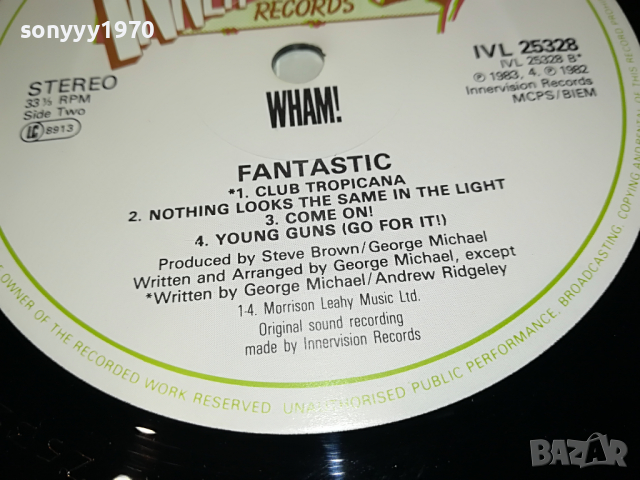 sonyyy1970
RECORDS
STEREO
33⅓ RPM
Side Two
LC 8913
IVL 25328
IVL 25328 B*
℗ 1983, 4. ℗ 1982
Innervision Records
MCPS/BIEM
WHAM!
FANTASTIC
*1. CLUB TROPICANA
2. NOTHING LOOKS THE SAME IN THE LIGHT
3. COME ON!
4. YOUNG GUNS (GO FOR IT!)
Produced by Steve Brown/George Michael
Written and Arranged by George Michael, except
*Written by George Michael/Andrew Ridgeley
1-4. Morrison Leahy Music Ltd.
Original sound recording
made by Innervision Records
OWNER OF THE RECORDED WORK RESERVED. UNAUTHORISED PUBLIC PERFORMANCE, BROADCASTING, COPYING
BAZAR.BG